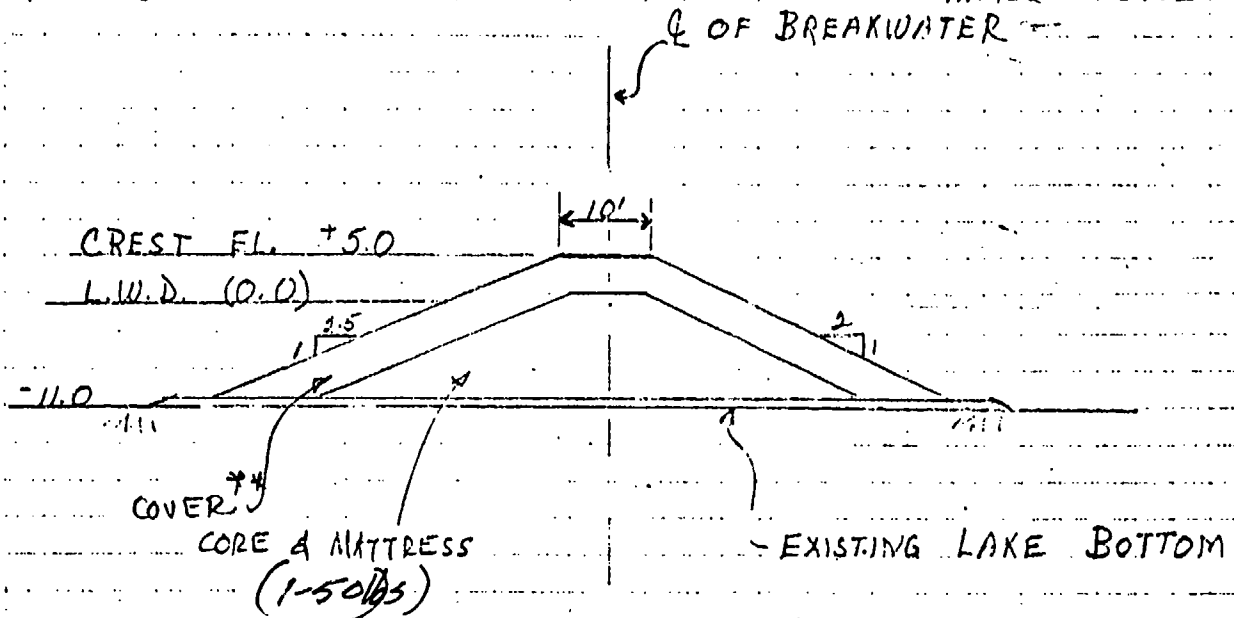 ℄ OF BREAKWATER
10'
CREST EL. +5.0
L.W.D. (0.0)
2.5
1
2
1
-11.0
COVER **
CORE & MATTRESS
(1-50lbs)
EXISTING LAKE BOTTOM